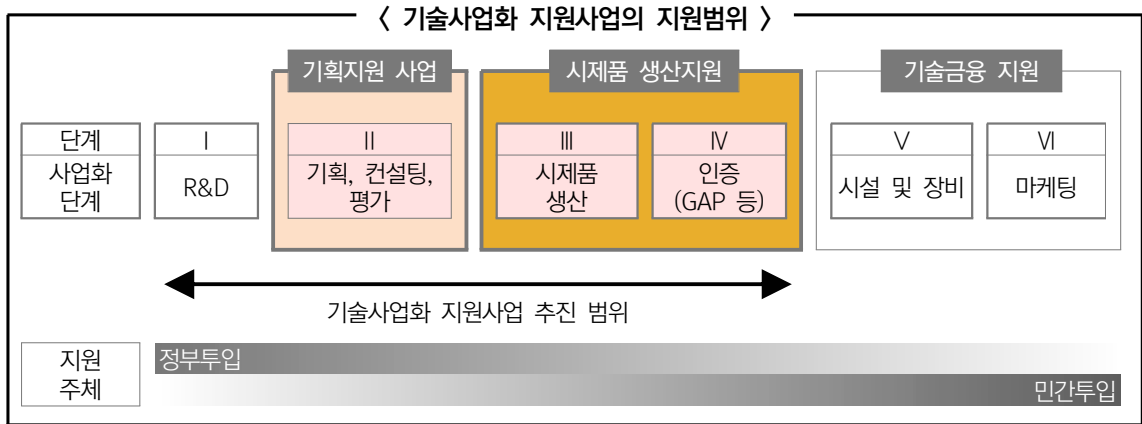 〈 기술사업화 지원사업의 지원범위 〉
기획지원 사업
시제품 생산지원
기술금융 지원
단계
Ⅰ
Ⅱ
Ⅲ
Ⅳ
Ⅴ
Ⅵ
사업화
단계
R&D
기획, 컨설팅,
평가
시제품
생산
인증
(GAP 등)
시설 및 장비
마케팅
기술사업화 지원사업 추진 범위
지원
주체
정부투입
민간투입